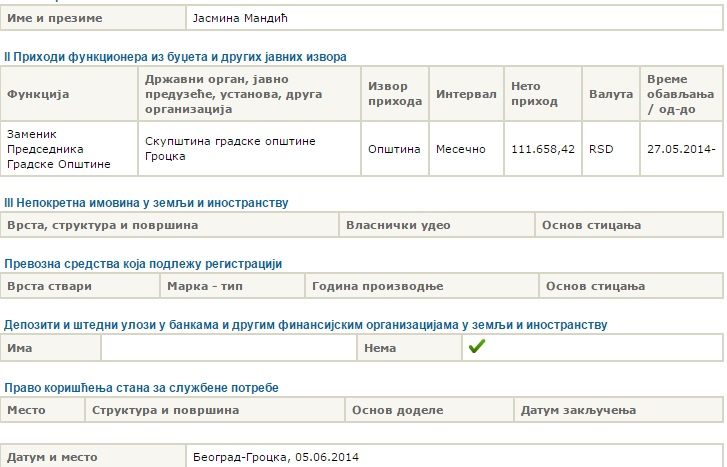 Име и презиме Јасмина Мандић
II Приходи функционера из буџета и других јавних извора
Функција Државни орган, јавно предузеће, установа, друга организација Извор прихода Интервал Нето приход Валута Време обављања / од-до
Заменик Председника Градске Општине Скупштина градске општине Гроцка Општина Месечно 111.658,42 RSD 27.05.2014-
III Непокретна имовина у земљи и иностранству
Врста, структура и површина Власнички удео Основ стицања
Превозна средства која подлежу регистрацији
Врста ствари Марка - тип Година производње Основ стицања
Депозити и штедни улози у банкама и другим финансијским организацијама у земљи и иностранству
Има Нема
Право коришћења стана за службене потребе
Место Структура и површина Основ доделе Датум закључења
Датум и место Београд-Гроцка, 05.06.2014